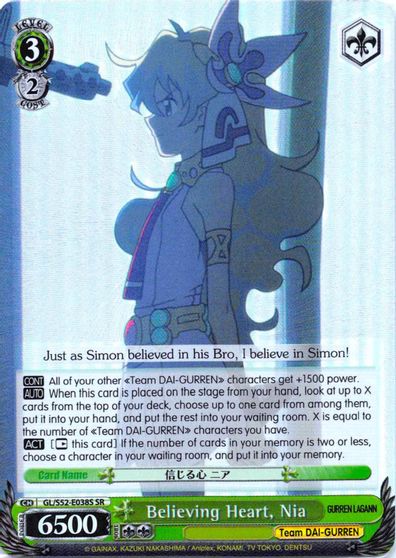 LEVEL
3
2
COST
Just as Simon believed in his Bro, I believe in Simon!
CONT All of your other «Team DAI-GURREN» characters get +1500 power.
AUTO When this card is placed on the stage from your hand, look at up to X
cards from the top of your deck, choose up to one card from among them,
put it into your hand, and put the rest into your waiting room. X is equal to
the number of «Team DAI-GURREN» characters you have.
ACT [ this card] If the number of cards in your memory is two or less,
choose a character in your waiting room, and put it into your memory.
Card Name
信じる心 ニア
CH GL/S52-E038S SR
POWER
6500
SOUL
Believing Heart, Nia
GURREN LAGANN
Team DAI-GURREN
© GAINAX, KAZUKI NAKASHIMA / Aniplex, KONAMI, TV TOKYO, DENTSU